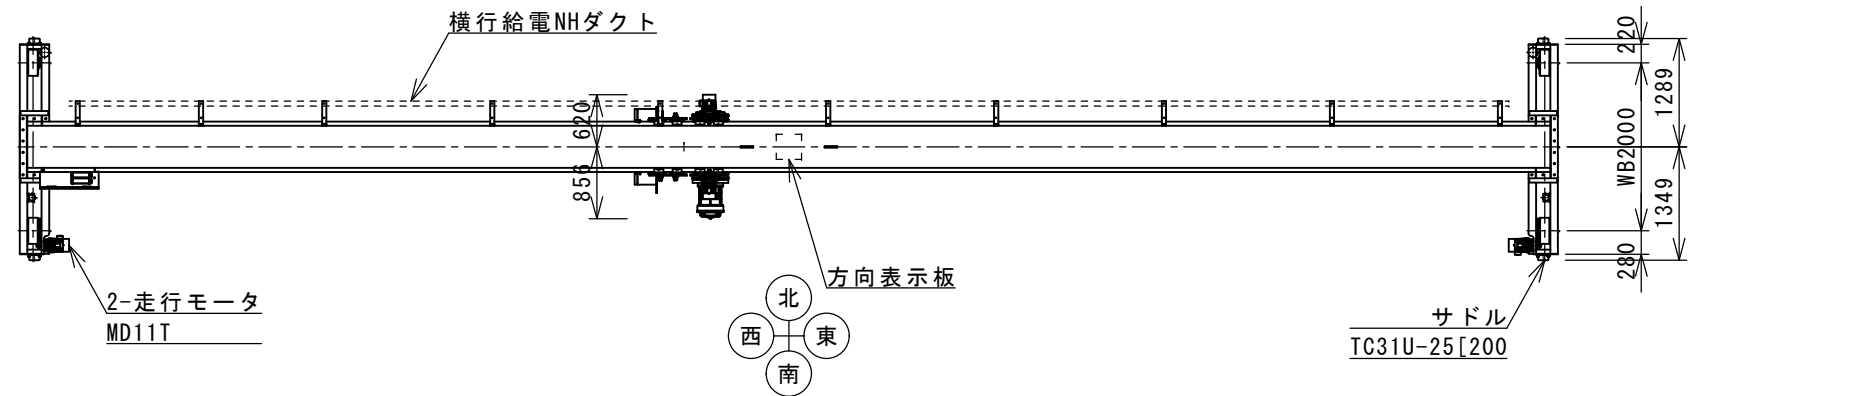 横行給電NHダクト
220
1289
620
WB2000
856
1349
280
方向表示板
2-走行モータ
MD11T
北
西
東
南
サドル
TC31U-25[200